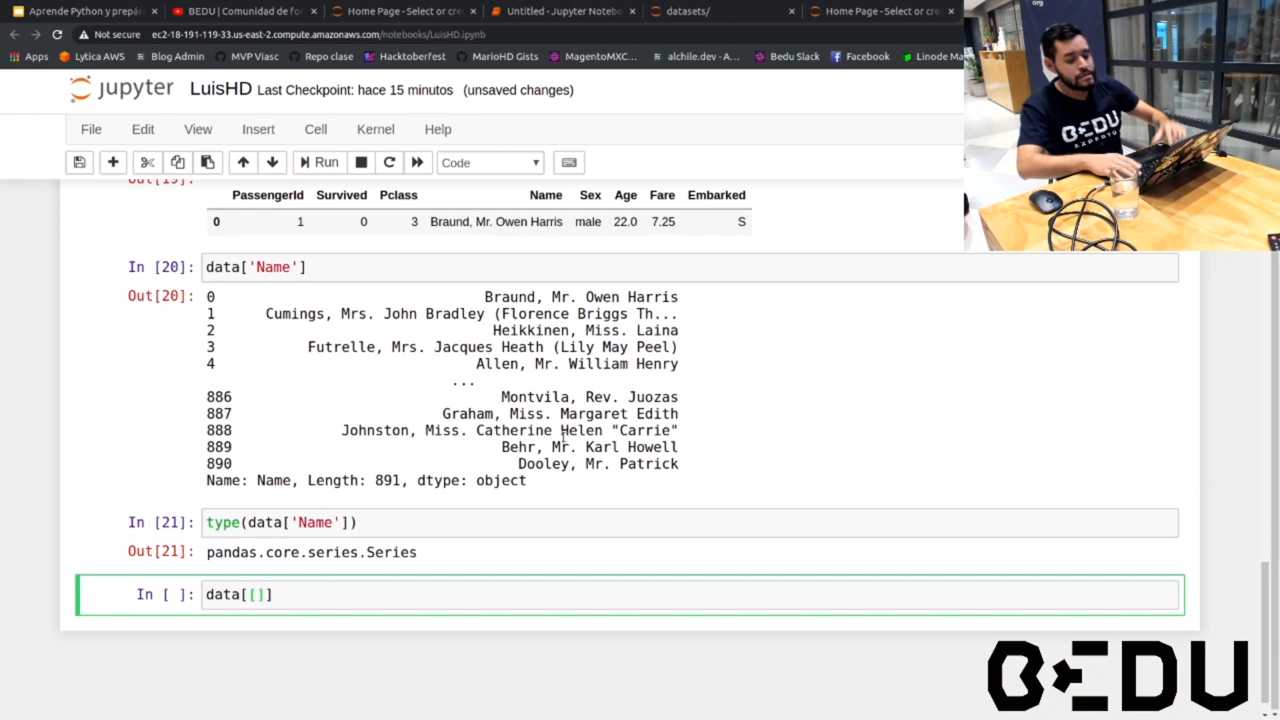 Aprende Python y prepár
BEDU | Comunidad de for
Home Page - Select or cre
Untitled - Jupyter Notebo
datasets/
Home Page - Select or cre
Not secure
ec2-18-191-119-33.us-east-2.compute.amazonaws.com/notebooks/LuisHD.ipynb
Apps
Lytica AWS
Blog Admin
MVP Viasc
Repo clase
Hacktoberfest
MarioHD Gists
MagentoMXC...
alchile.dev - A...
Bedu Slack
Facebook
Linode Ma
org
BEDU
EXPERTO
jupyter LuisHD Last Checkpoint: hace 15 minutos (unsaved changes)
File Edit View Insert Cell Kernel Help
Run
Code
Out[19]:
PassengerId Survived Pclass Name Sex Age Fare Embarked
0 1 0 3 Braund, Mr. Owen Harris male 22.0 7.25 S
In [20]: data['Name']
Out[20]: 0 Braund, Mr. Owen Harris
1 Cumings, Mrs. John Bradley (Florence Briggs Th...
2 Heikkinen, Miss. Laina
3 Futrelle, Mrs. Jacques Heath (Lily May Peel)
4 Allen, Mr. William Henry
...
886 Montvila, Rev. Juozas
887 Graham, Miss. Margaret Edith
888 Johnston, Miss. Catherine Helen "Carrie"
889 Behr, Mr. Karl Howell
890 Dooley, Mr. Patrick
Name: Name, Length: 891, dtype: object
In [21]: type(data['Name'])
Out[21]: pandas.core.series.Series
In [ ]: data[[]]
BEDU